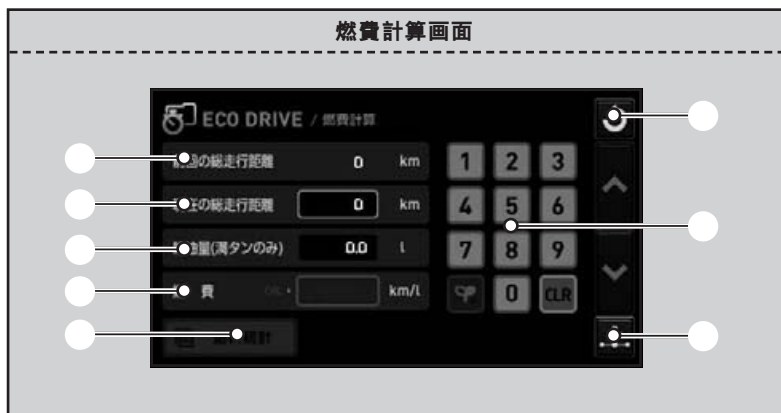 燃費計算画面
ECO DRIVE / 燃費計算
の総走行距離 0 km
の総走行距離 0 km
量(満タンのみ) 0.0 l
費 km/l
1 2 3
4 5 6
7 8 9
0 CLR